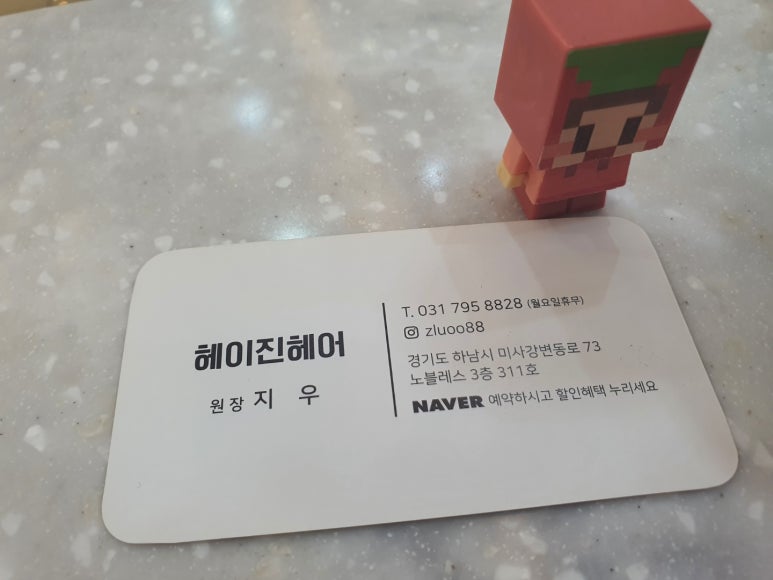 헤이진헤어
원장 지 우
T. 031 795 8828 (월요일휴무)
zluoo88
경기도 하남시 미사강변동로 73
노블레스 3층 311호
NAVER 예약하시고 할인혜택 누리세요